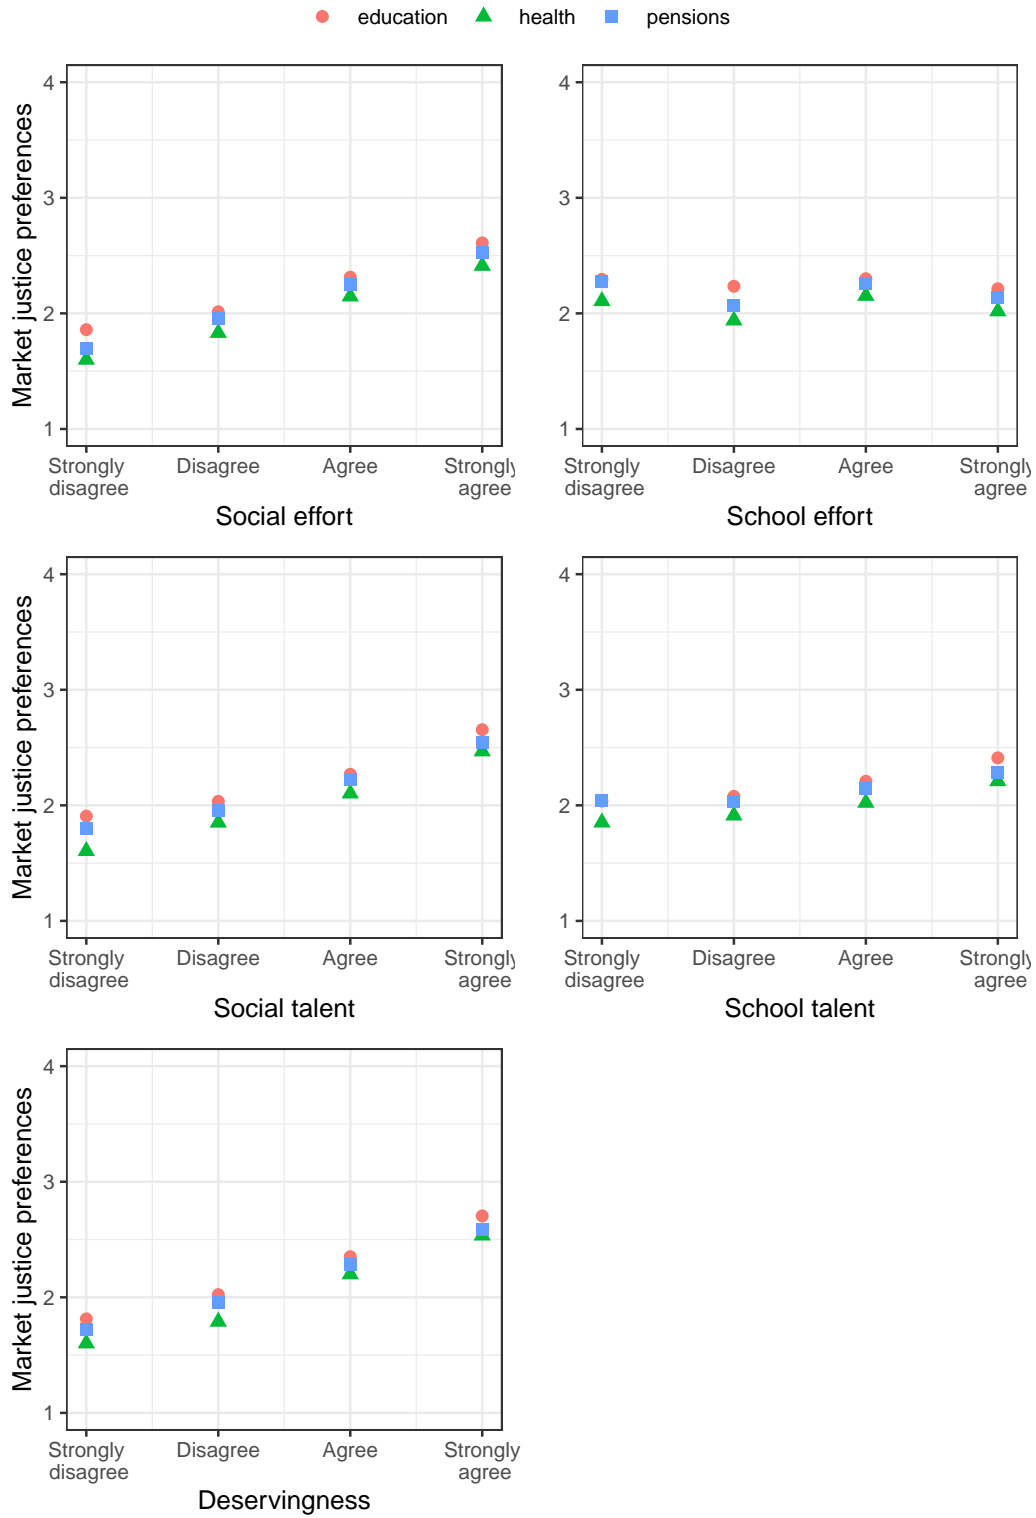 education health pensions
Market justice preferences
4
3
2
1
Strongly disagree Disagree Agree Strongly agree
Social effort
4
3
2
1
Strongly disagree Disagree Agree Strongly agree
School effort
Market justice preferences
4
3
2
1
Strongly disagree Disagree Agree Strongly agree
Social talent
4
3
2
1
Strongly disagree Disagree Agree Strongly agree
School talent
Market justice preferences
4
3
2
1
Strongly disagree Disagree Agree Strongly agree
Deservingness